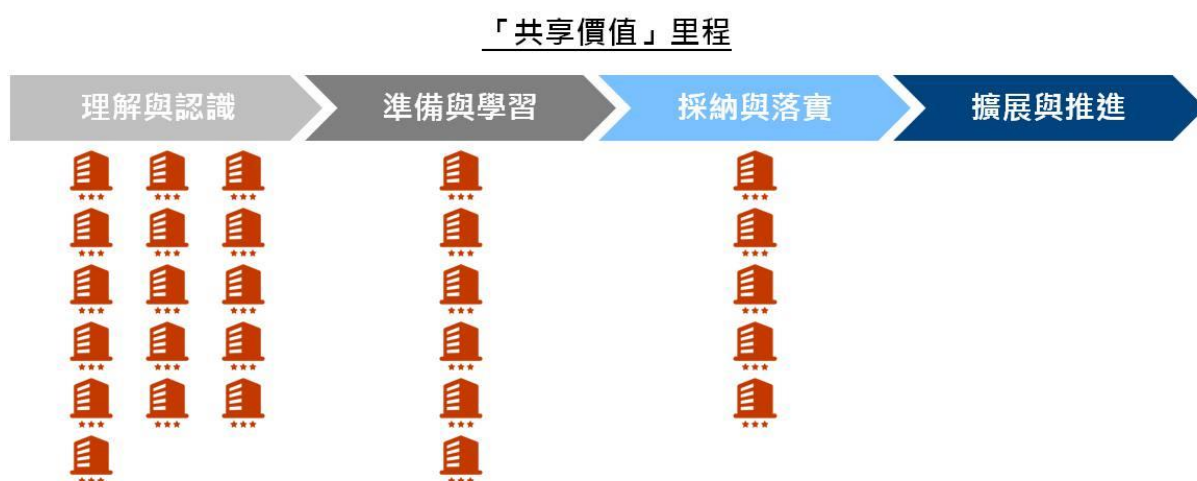 「共享價值」里程
理解與認識
準備與學習
採納與落實
擴展與推進